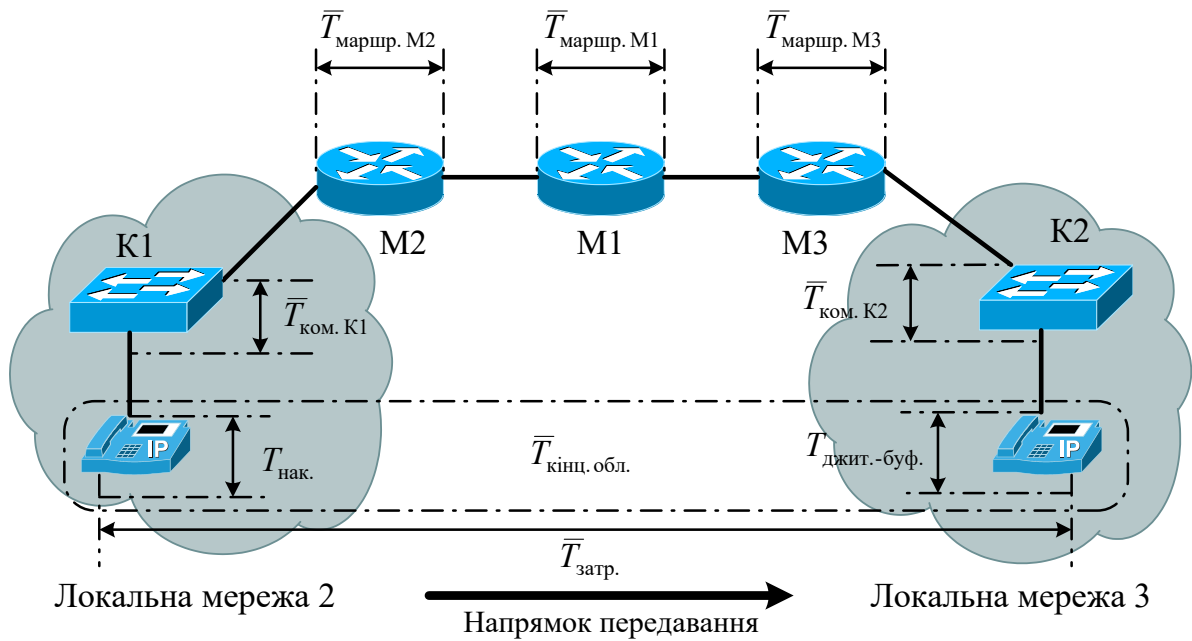 T̅маршр. М2
T̅маршр. М1
T̅маршр. М3
К1
М2
М1
М3
К2
T̅ком. К1
T̅ком. К2
IP
Tнак.
T̅кінц. обл.
Tджит.-буф.
IP
T̅затр.
Локальна мережа 2
Локальна мережа 3
Напрямок передавання